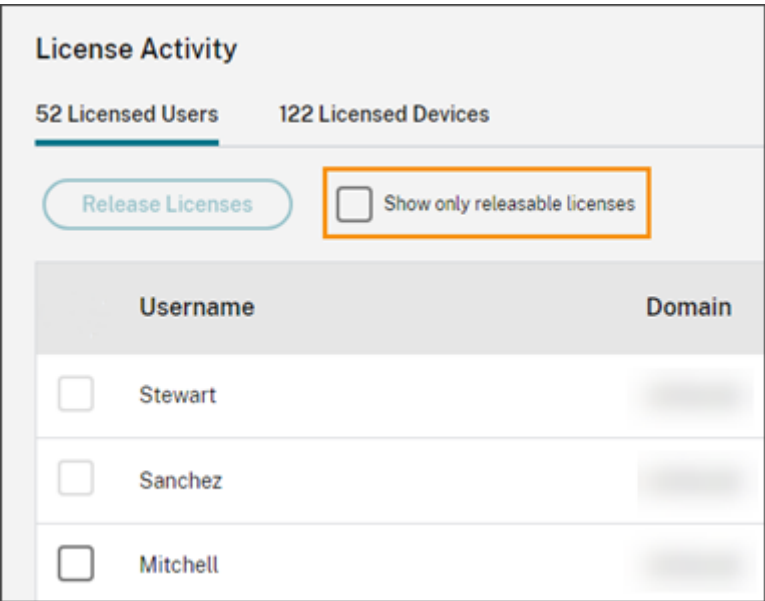 License Activity
52 Licensed Users 122 Licensed Devices
Release Licenses Show only releasable licenses
Username Domain
Stewart
Sanchez
Mitchell